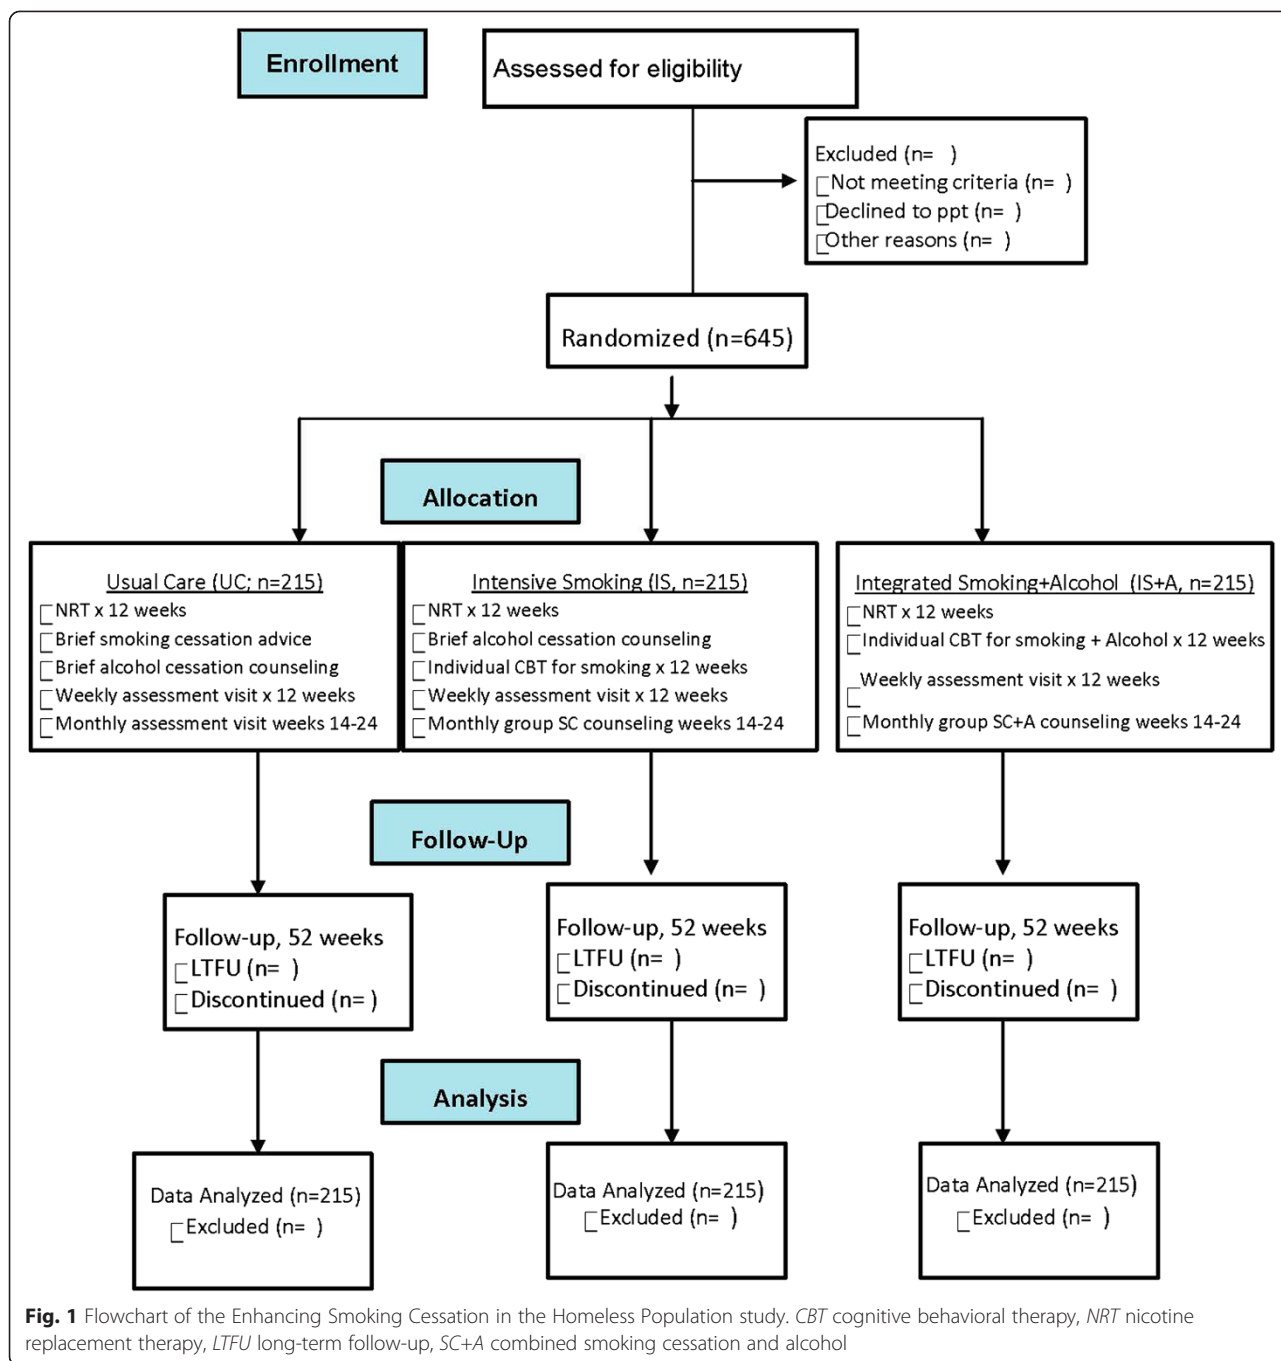 Enrollment
Assessed for eligibility
Excluded (n=   )
Not meeting criteria (n=  )
Declined to ppt (n=  )
Other reasons (n=  )
Randomized (n=645)
Allocation
Usual Care (UC; n=215)
NRT x 12 weeks
Brief smoking cessation advice
Brief alcohol cessation counseling
Weekly assessment visit x 12 weeks
Monthly assessment visit weeks 14-24
Intensive Smoking (IS, n=215)
NRT x 12 weeks
Brief alcohol cessation counseling
Individual CBT for smoking x 12 weeks
Weekly assessment visit x 12 weeks
Monthly group SC counseling weeks 14-24
Integrated Smoking+Alcohol (IS+A, n=215)
NRT x 12 weeks
Individual CBT for smoking + Alcohol x 12 weeks
Weekly assessment visit x 12 weeks
Monthly group SC+A counseling weeks 14-24
Follow-Up
Follow-up, 52 weeks
LTFU (n=  )
Discontinued (n= )
Follow-up, 52 weeks
LTFU (n=  )
Discontinued (n=  )
Follow-up, 52 weeks
LTFU (n=  )
Discontinued (n=  )
Analysis
Data Analyzed (n=215)
Excluded (n=  )
Data Analyzed (n=215)
Excluded (n=  )
Data Analyzed (n=215)
Excluded (n=  )
Fig. 1 Flowchart of the Enhancing Smoking Cessation in the Homeless Population study. CBT cognitive behavioral therapy, NRT nicotine
replacement therapy, LTFU long-term follow-up, SC+A combined smoking cessation and alcohol